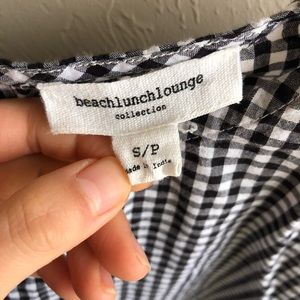 beachlunchlounge
collection
S/P
Made in India